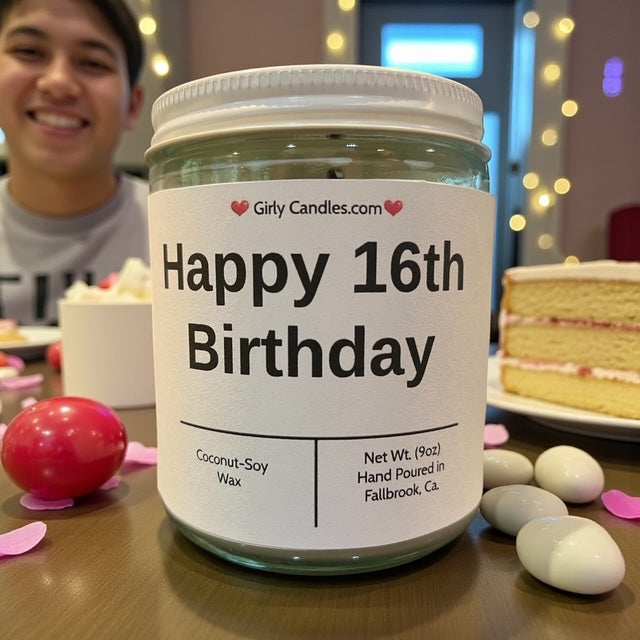 Girly Candles.com
Happy 16th
Birthday
Coconut-Soy
Wax
Net Wt. (9oz)
Hand Poured in
Fallbrook, Ca.